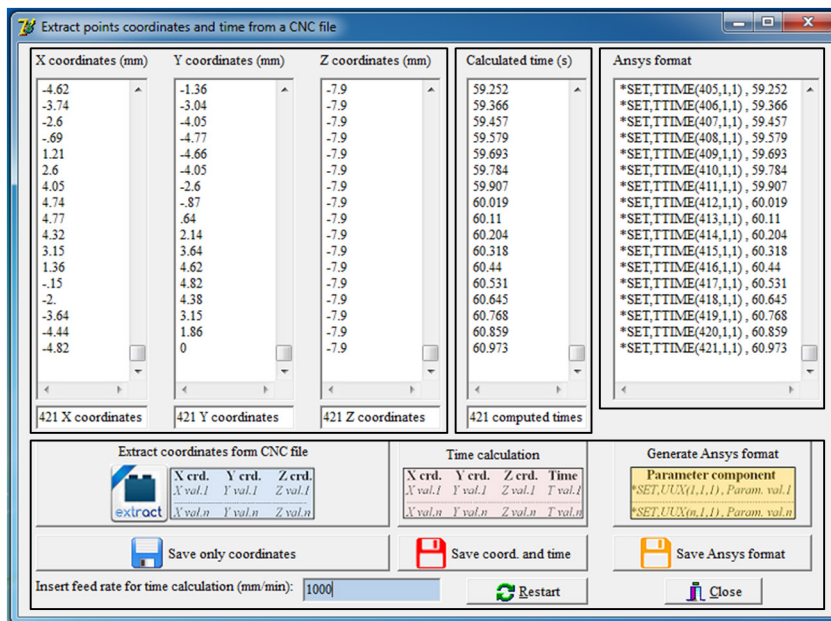 Extract points coordinates and time from a CNC file
X coordinates (mm) Y coordinates (mm) Z coordinates (mm) Calculated time (s) Ansys format
-4.62 -1.36 -7.9 59.252 *SET,TTIME(405,1,1) , 59.252
-3.74 -3.04 -7.9 59.366 *SET,TTIME(406,1,1) , 59.366
-2.6 -4.05 -7.9 59.457 *SET,TTIME(407,1,1) , 59.457
-.69 -4.77 -7.9 59.579 *SET,TTIME(408,1,1) , 59.579
1.21 -4.66 -7.9 59.693 *SET,TTIME(409,1,1) , 59.693
2.6 -4.05 -7.9 59.784 *SET,TTIME(410,1,1) , 59.784
4.05 -2.6 -7.9 59.907 *SET,TTIME(411,1,1) , 59.907
4.74 -.87 -7.9 60.019 *SET,TTIME(412,1,1) , 60.019
4.77 .64 -7.9 60.11 *SET,TTIME(413,1,1) , 60.11
4.32 2.14 -7.9 60.204 *SET,TTIME(414,1,1) , 60.204
3.15 3.64 -7.9 60.318 *SET,TTIME(415,1,1) , 60.318
1.36 4.62 -7.9 60.44 *SET,TTIME(416,1,1) , 60.44
-.15 4.82 -7.9 60.531 *SET,TTIME(417,1,1) , 60.531
-2. 4.38 -7.9 60.645 *SET,TTIME(418,1,1) , 60.645
-3.64 3.15 -7.9 60.768 *SET,TTIME(419,1,1) , 60.768
-4.44 1.86 -7.9 60.859 *SET,TTIME(420,1,1) , 60.859
-4.82 0 -7.9 60.973 *SET,TTIME(421,1,1) , 60.973
421 X coordinates 421 Y coordinates 421 Z coordinates 421 computed times
Extract coordinates form CNC file Time calculation Generate Ansys format
X crd. Y crd. Z crd. X crd. Y crd. Z crd. Time Parameter component
X val.1 Y val.1 Z val.1 X val.1 Y val.1 Z val.1 T val.1 *SET,UUX(1,1,1) , Param. val.1
extract X val.n Y val.n Z val.n X val.n Y val.n Z val.n T val.n *SET,UUX(n,1,1) , Param. val.n
Save only coordinates Save coord. and time Save Ansys format
Insert feed rate for time calculation (mm/min): 1000 Restart Close